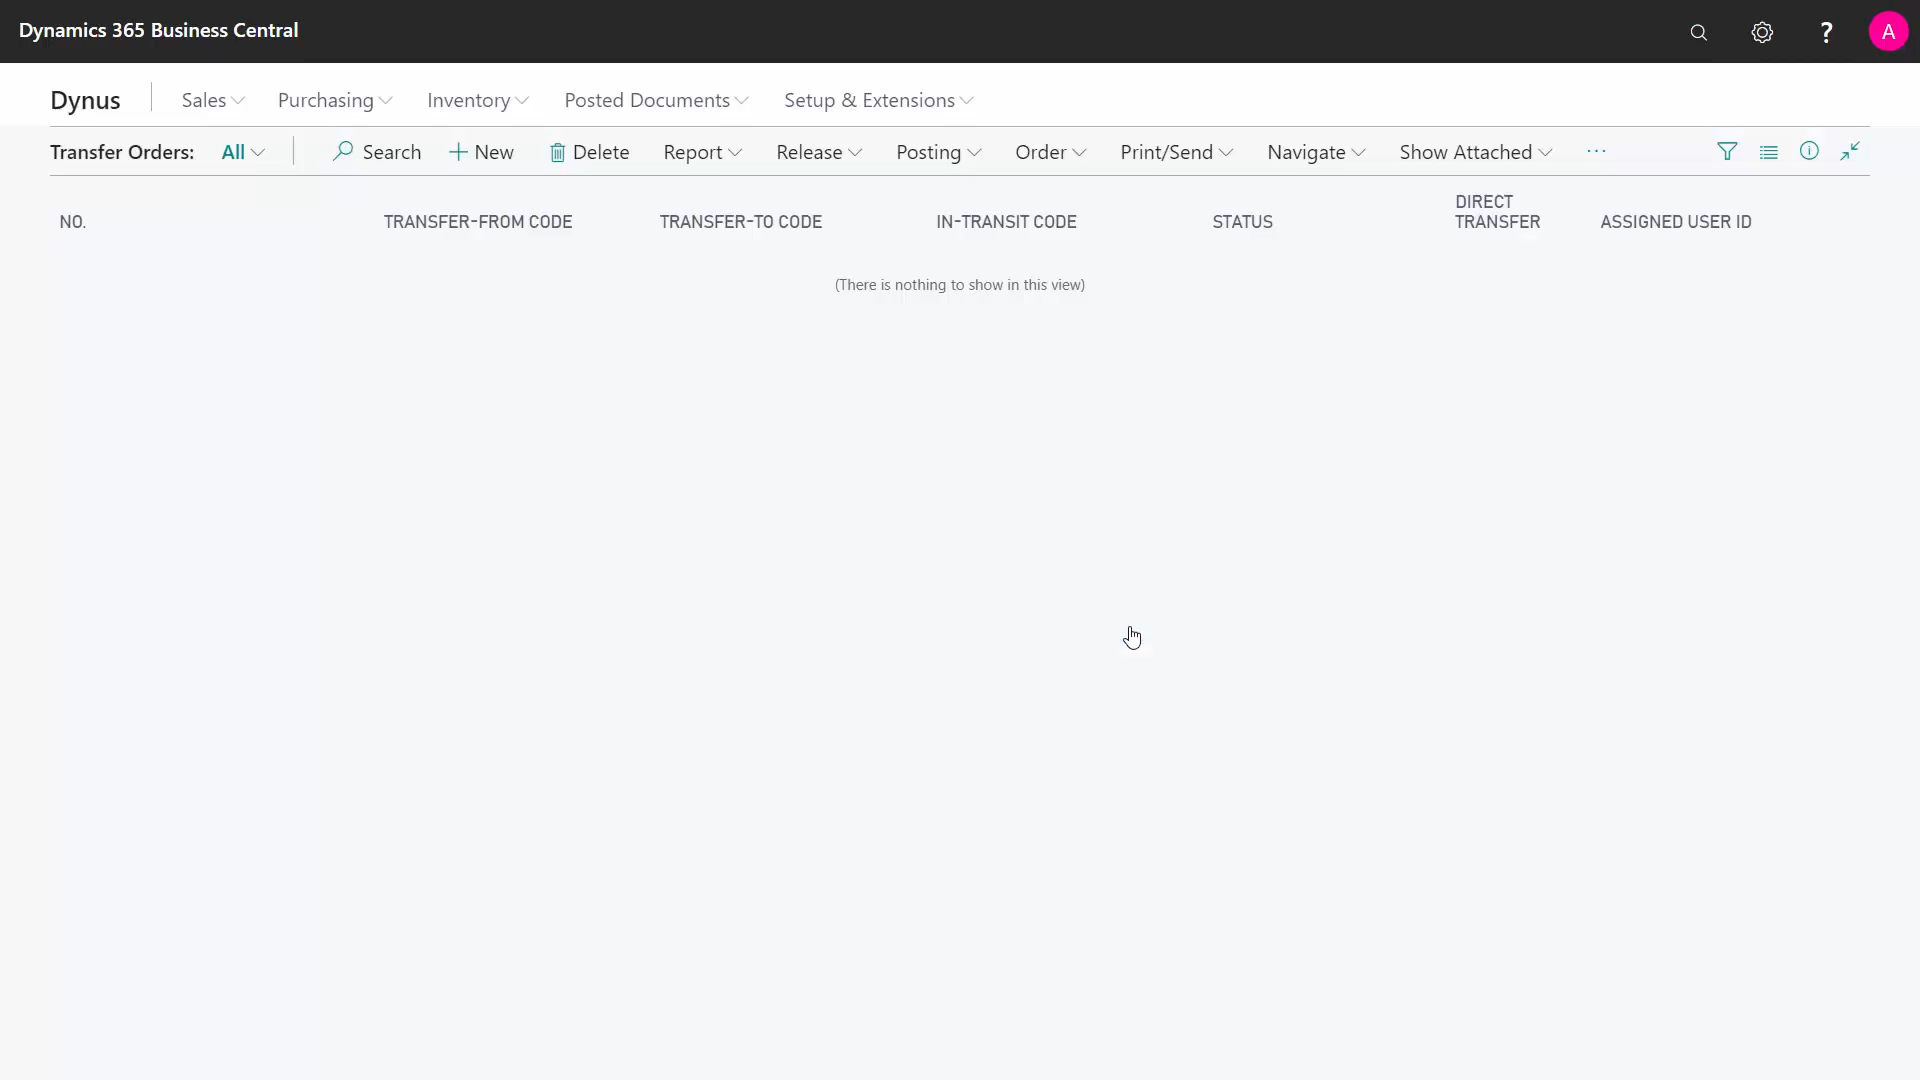 Dynamics 365 Business Central
? A
Dynus Sales Purchasing Inventory Posted Documents Setup & Extensions
Transfer Orders: All Search New Delete Report Release Posting Order Print/Send Navigate Show Attached ...
NO. TRANSFER-FROM CODE TRANSFER-TO CODE IN-TRANSIT CODE STATUS DIRECT TRANSFER ASSIGNED USER ID
(There is nothing to show in this view)